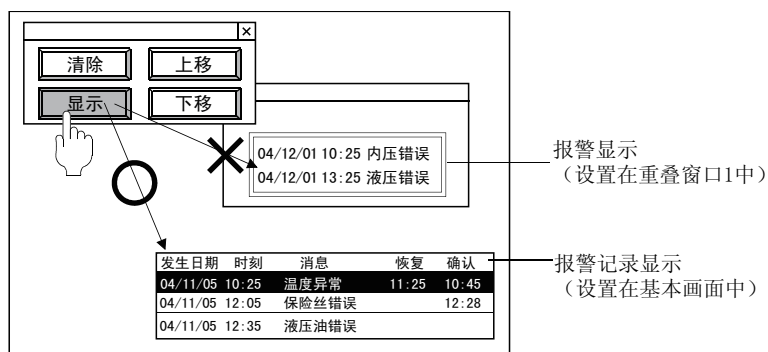 ×
清除 上移
显示 下移
04/12/01 10:25 内压错误
04/12/01 13:25 液压错误
报警显示
（设置在重叠窗口1中）
发生日期 时刻 消息 恢复 确认
04/11/05 10:25 温度异常 11:25 10:45
04/11/05 12:05 保险丝错误 12:28
04/11/05 12:35 液压油错误
报警记录显示
（设置在基本画面中）